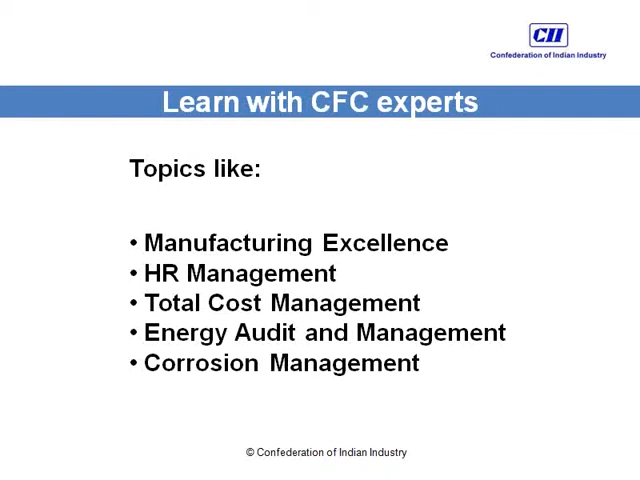 CII
Confederation of Indian Industry
Learn with CFC experts
Topics like:
• Manufacturing Excellence
• HR Management
• Total Cost Management
• Energy Audit and Management
• Corrosion Management
© Confederation of Indian Industry